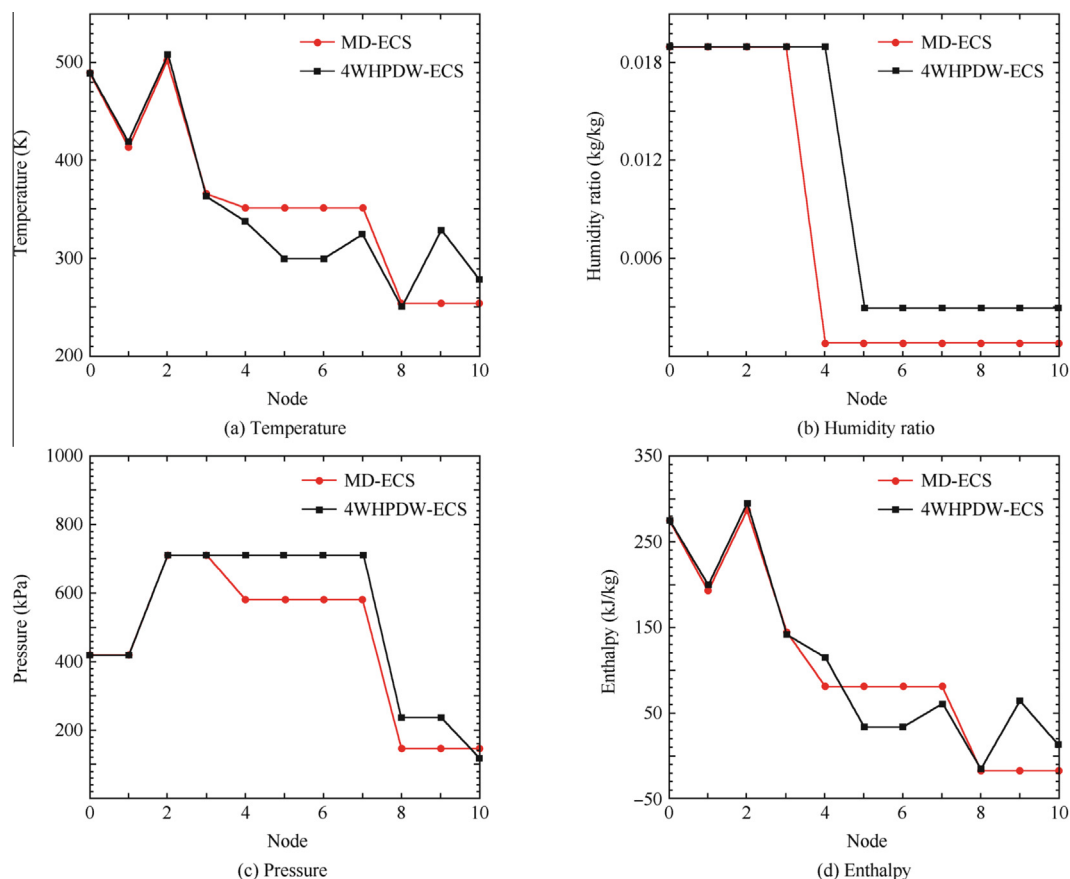 MD-ECS
4WHPDW-ECS
Temperature (K)
500
400
300
200
0 2 4 6 8 10
Node
(a) Temperature
MD-ECS
4WHPDW-ECS
Humidity ratio (kg/kg)
0.018
0.012
0.006
0 2 4 6 8 10
Node
(b) Humidity ratio
MD-ECS
4WHPDW-ECS
Pressure (kPa)
1000
800
600
400
200
0 2 4 6 8 10
Node
(c) Pressure
MD-ECS
4WHPDW-ECS
Enthalpy (kJ/kg)
350
250
150
50
−50
0 2 4 6 8 10
Node
(d) Enthalpy